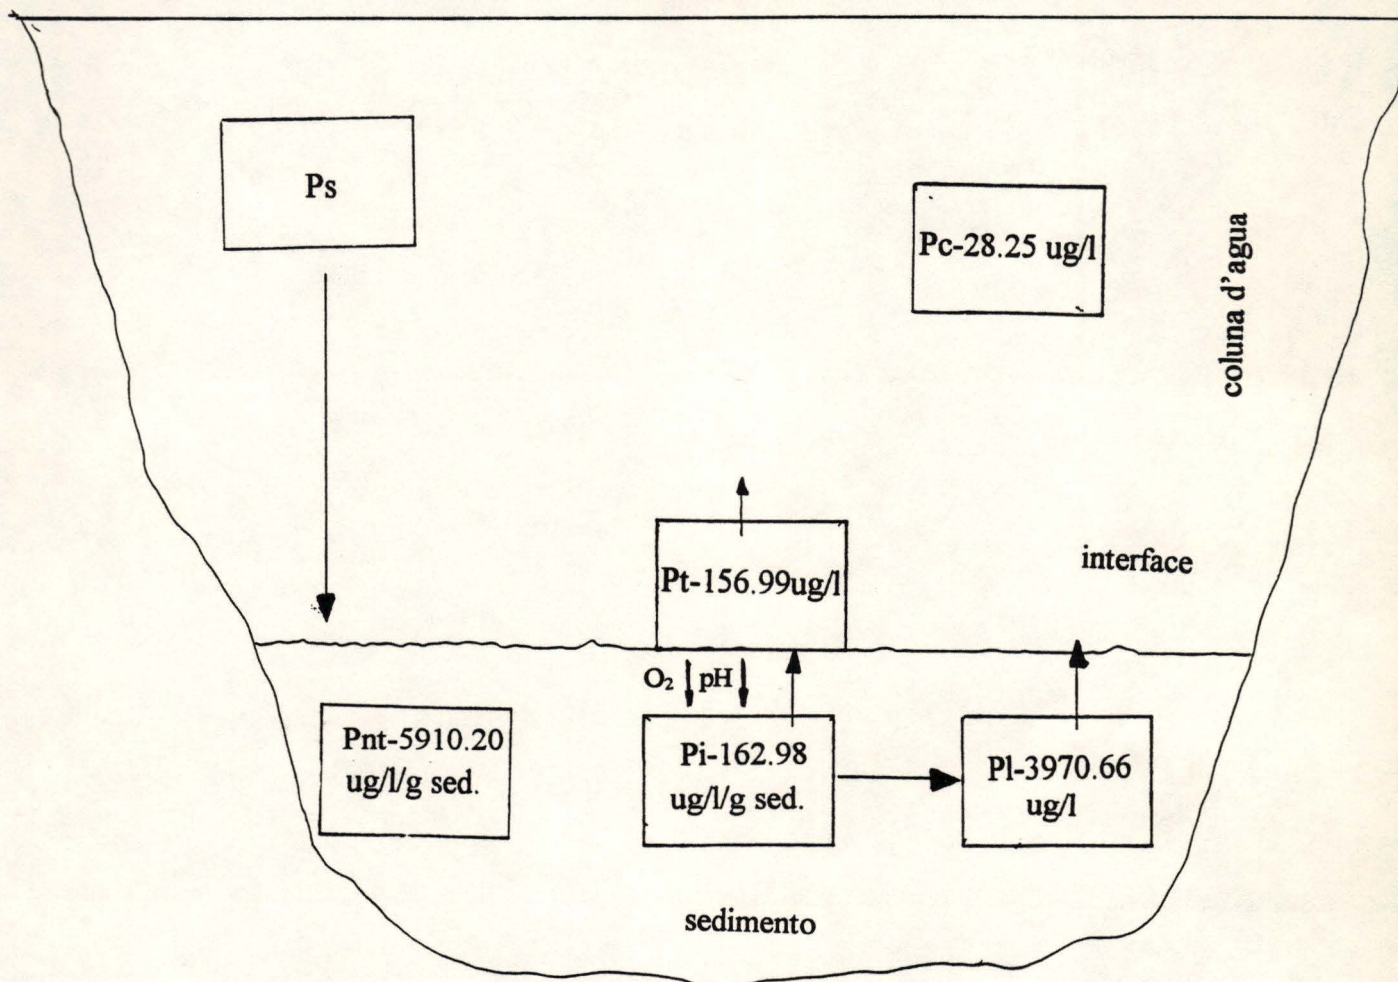 Ps
Pc-28.25 ug/l
coluna d'agua
Pt-156.99ug/l
interface
O₂ pH
Pnt-5910.20
ug/l/g sed.
Pi-162.98
ug/l/g sed.
Pl-3970.66
ug/l
sedimento